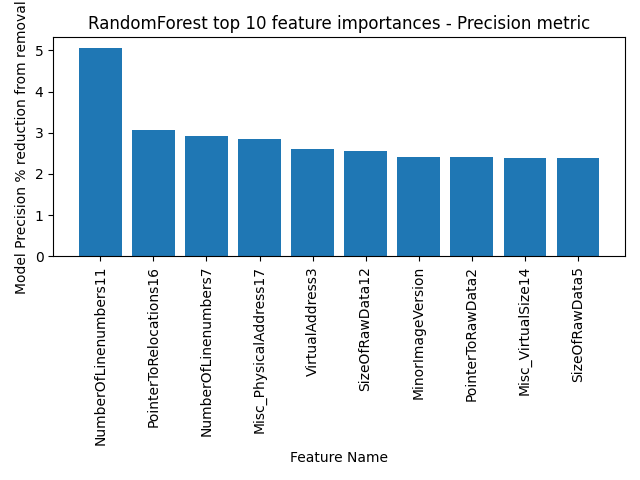 RandomForest top 10 feature importances - Precision metric
Model Precision % reduction from removal
5
4
3
2
1
0
NumberOfLinenumbers11
PointerToRelocations16
NumberOfLinenumbers7
Misc_PhysicalAddress17
VirtualAddress3
SizeOfRawData12
MinorImageVersion
PointerToRawData2
Misc_VirtualSize14
SizeOfRawData5
Feature Name